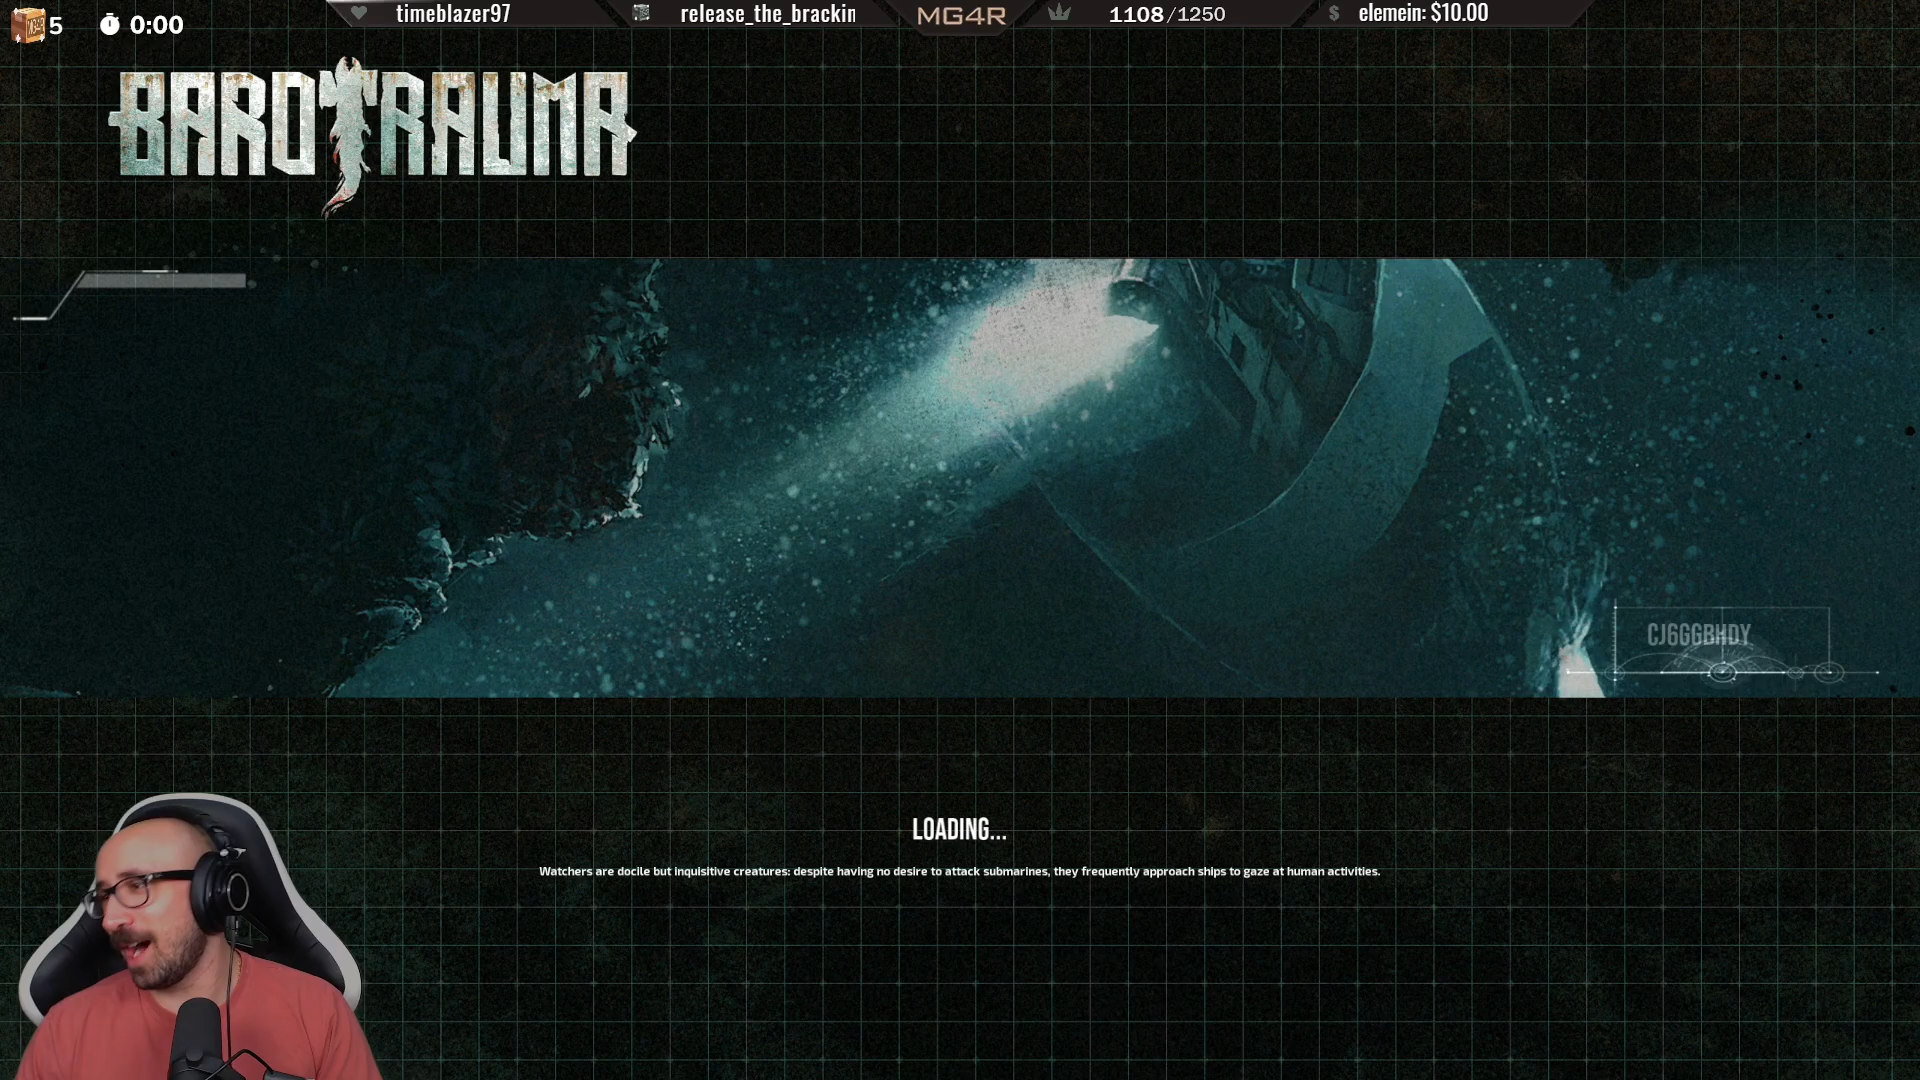 5
0:00
timeblazer97
release_the_brackin
MG4R
1108/1250
$
elemein: $10.00
BAROTRAUMA
CJ6GGBHDY
LOADING...
Watchers are docile but inquisitive creatures: despite having no desire to attack submarines, they frequently approach ships to gaze at human activities.